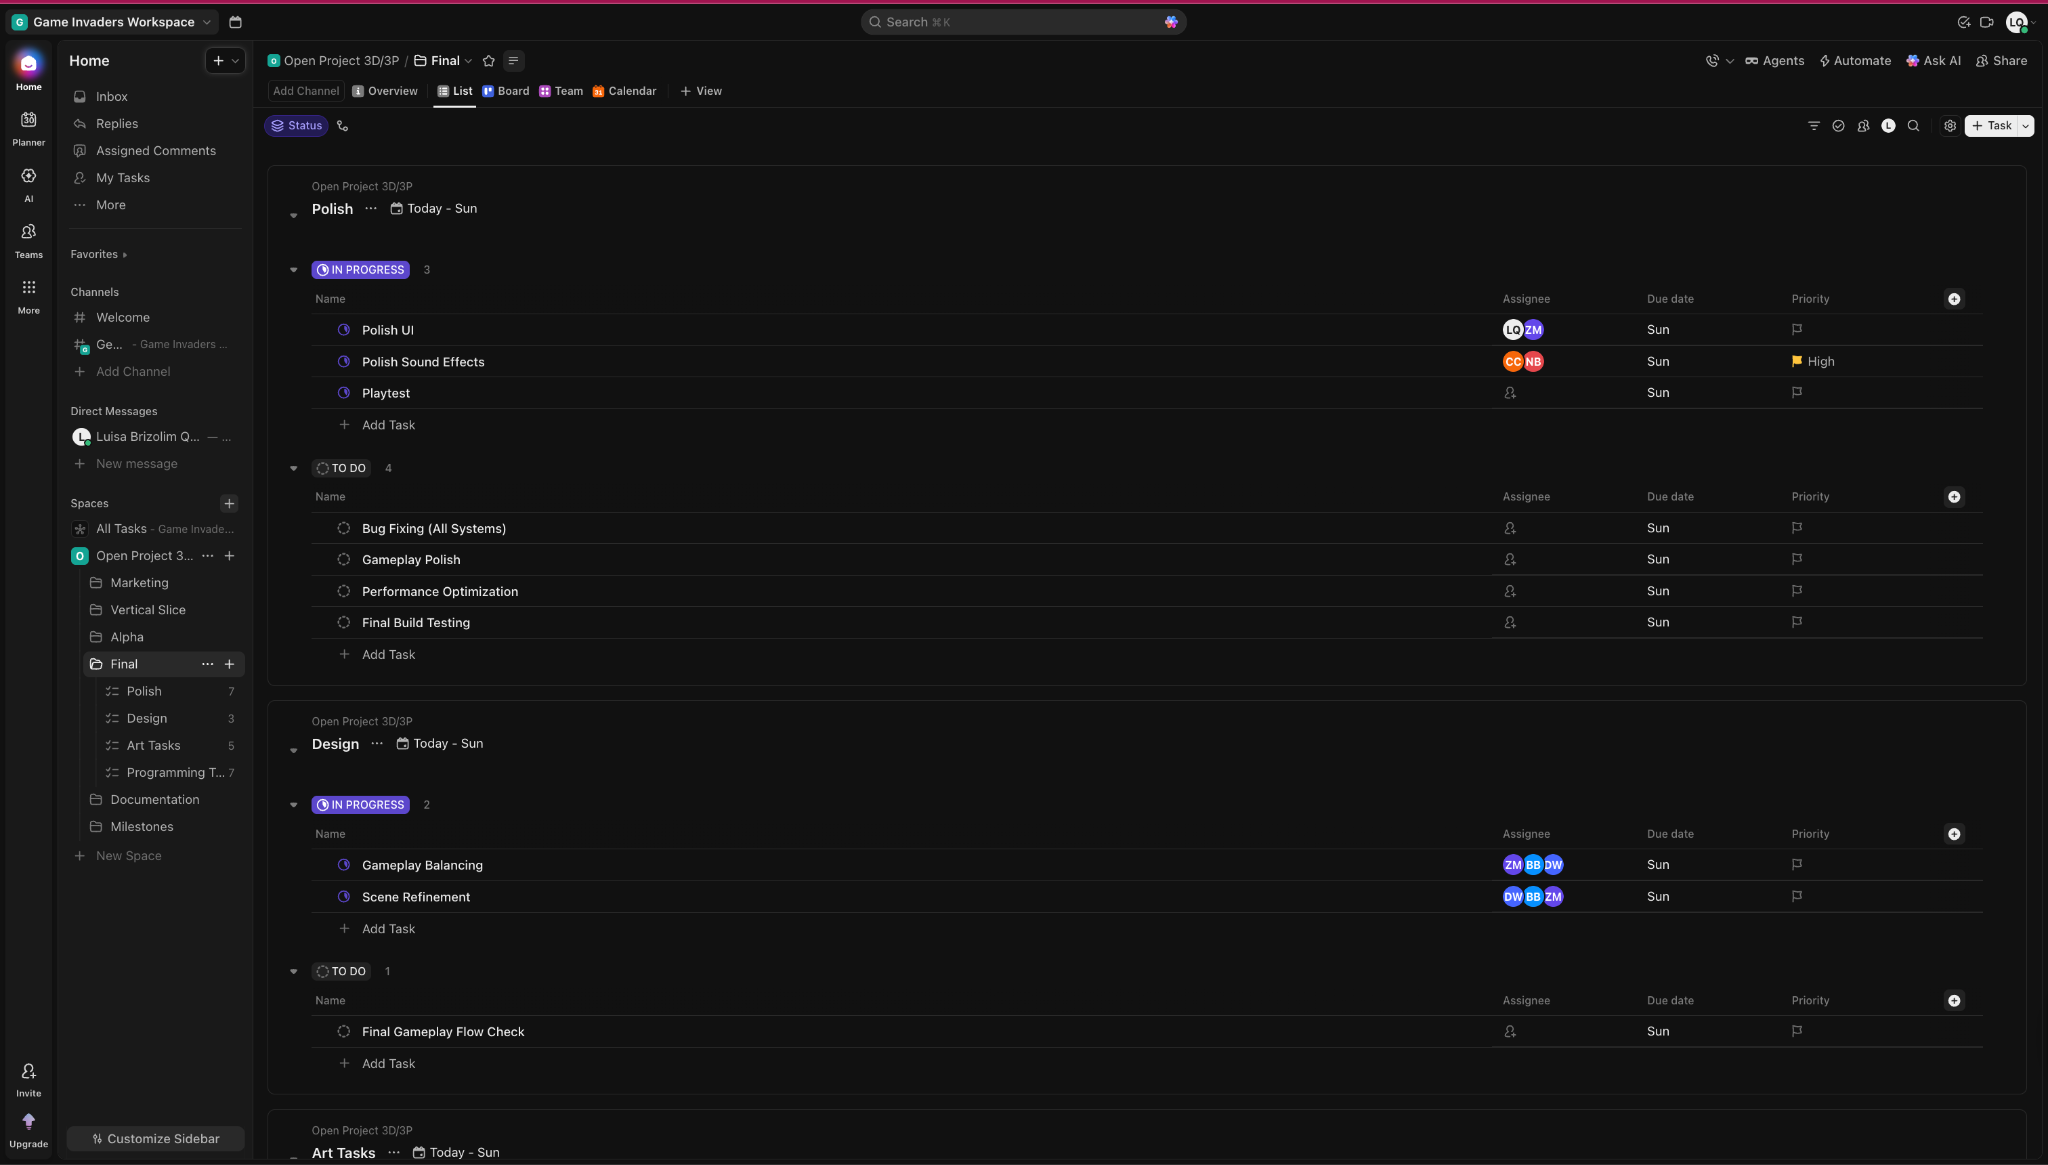 G Game Invaders Workspace
Search ⌘K
LQ
Home
Planner
AI
Teams
More
Invite
Upgrade
Home
Inbox
Replies
Assigned Comments
My Tasks
More
Favorites
Channels
Welcome
Ge... - Game Invaders ...
Add Channel
Direct Messages
L Luisa Brizolim Q... — ...
New message
Spaces
All Tasks - Game Invade...
O Open Project 3...
Marketing
Vertical Slice
Alpha
Final
Polish 7
Design 3
Art Tasks 5
Programming T... 7
Documentation
Milestones
New Space
Customize Sidebar
O Open Project 3D/3P / Final
Agents Automate Ask AI Share
Add Channel Overview List Board Team Calendar + View
Status
L + Task
Open Project 3D/3P
Polish ... Today - Sun
IN PROGRESS 3
Name Assignee Due date Priority
Polish UI LQ ZM Sun
Polish Sound Effects CC NB Sun High
Playtest Sun
Add Task
TO DO 4
Name Assignee Due date Priority
Bug Fixing (All Systems) Sun
Gameplay Polish Sun
Performance Optimization Sun
Final Build Testing Sun
Add Task
Open Project 3D/3P
Design ... Today - Sun
IN PROGRESS 2
Name Assignee Due date Priority
Gameplay Balancing ZM BB DW Sun
Scene Refinement DW BB ZM Sun
Add Task
TO DO 1
Name Assignee Due date Priority
Final Gameplay Flow Check Sun
Add Task
Open Project 3D/3P
Art Tasks ... Today - Sun